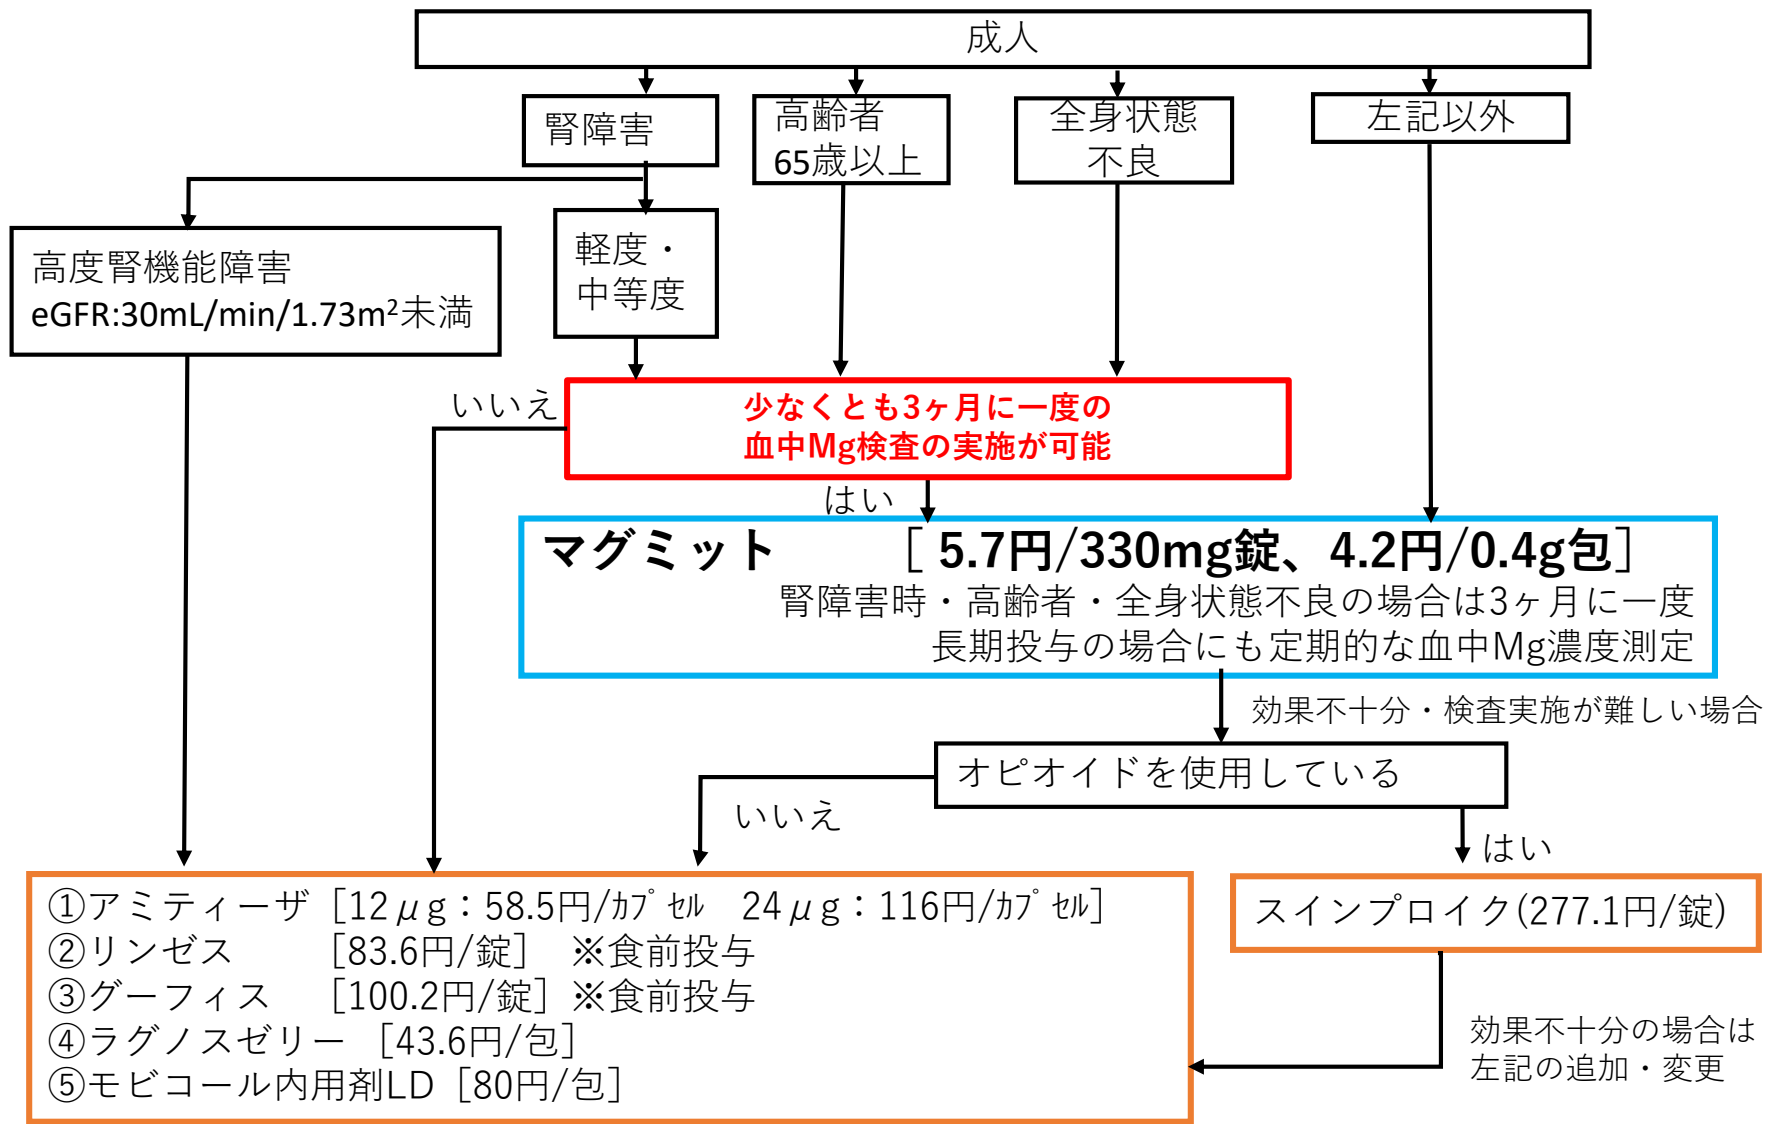 成人
腎障害
高齢者
65歳以上
全身状態
不良
左記以外
高度腎機能障害
eGFR:30mL/min/1.73m²未満
軽度・
中等度
いいえ
少なくとも3ヶ月に一度の
血中Mg検査の実施が可能
はい
マグミット ［ 5.7円/330mg錠、4.2円/0.4g包］
腎障害時・高齢者・全身状態不良の場合は3ヶ月に一度
長期投与の場合にも定期的な血中Mg濃度測定
効果不十分・検査実施が難しい場合
オピオイドを使用している
いいえ
はい
①アミティーザ［12μg：58.5円/ｶﾌﾟｾﾙ 24μg：116円/ｶﾌﾟｾﾙ］
②リンゼス ［83.6円/錠］ ※食前投与
③グーフィス ［100.2円/錠］※食前投与
④ラグノスゼリー ［43.6円/包］
⑤モビコール内用剤LD［80円/包］
スインプロイク(277.1円/錠)
効果不十分の場合は
左記の追加・変更